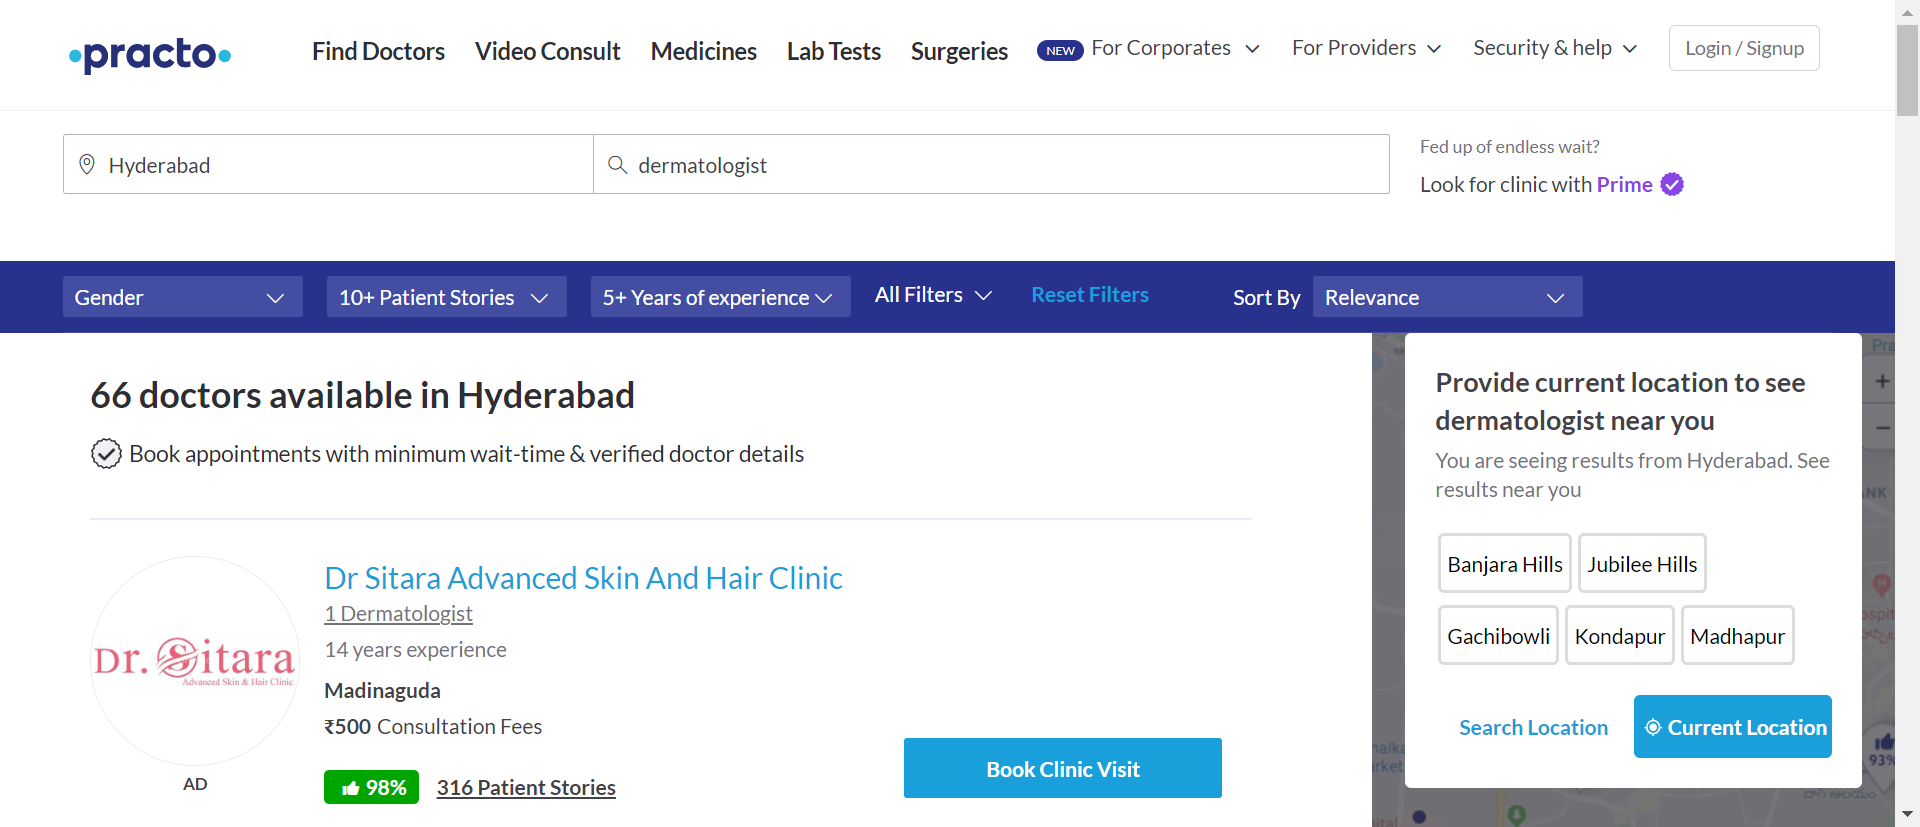 practo
Find Doctors Video Consult Medicines Lab Tests Surgeries NEW For Corporates For Providers Security & help Login / Signup
Hyderabad dermatologist
Fed up of endless wait?
Look for clinic with Prime
Gender 10+ Patient Stories 5+ Years of experience All Filters Reset Filters Sort By Relevance
66 doctors available in Hyderabad
Book appointments with minimum wait-time & verified doctor details
Dr. Sitara
Advanced Skin & Hair Clinic
AD
Dr Sitara Advanced Skin And Hair Clinic
1 Dermatologist
14 years experience
Madinaguda
₹500 Consultation Fees
98% 316 Patient Stories
Book Clinic Visit
Provide current location to see
dermatologist near you
You are seeing results from Hyderabad. See
results near you
Banjara Hills Jubilee Hills
Gachibowli Kondapur Madhapur
Search Location Current Location
+
−
93%